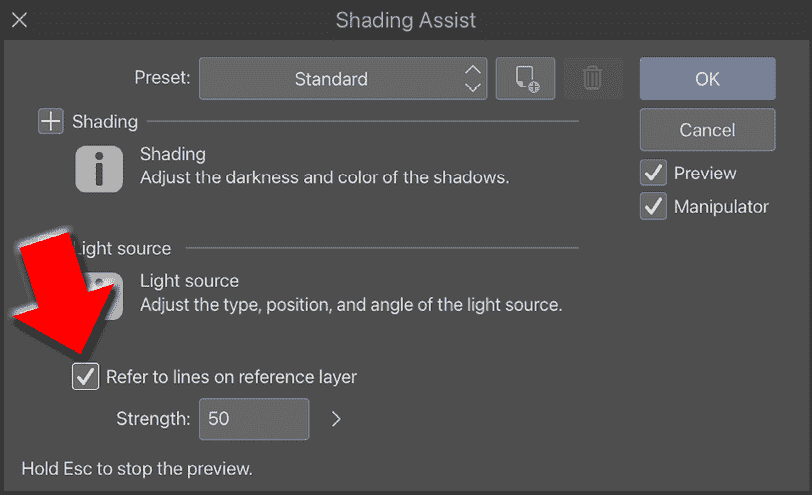 Shading Assist
Preset: Standard
OK
Shading
Cancel
Shading
Adjust the darkness and color of the shadows.
Preview
Manipulator
Light source
Light source
Adjust the type, position, and angle of the light source.
Refer to lines on reference layer
Strength: 50
Hold Esc to stop the preview.